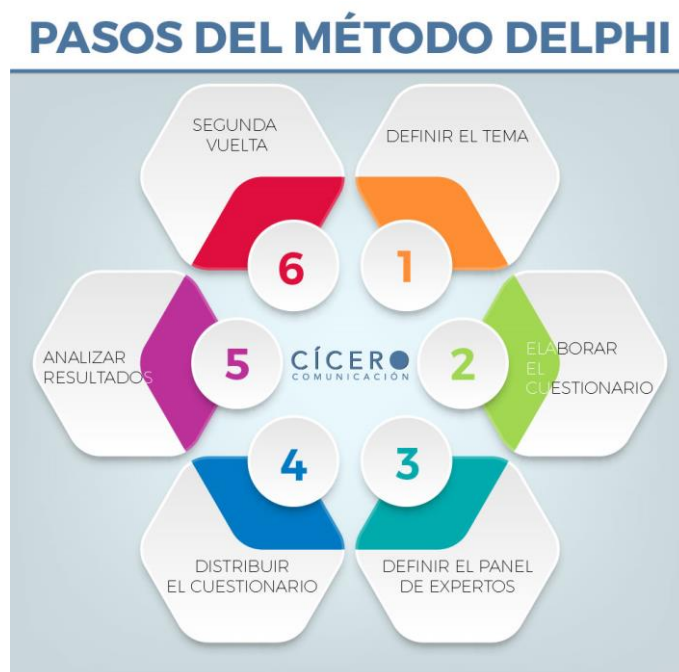 PASOS DEL MÉTODO DELPHI
1
DEFINIR EL TEMA
2
ELABORAR
EL
CUESTIONARIO
3
DEFINIR EL PANEL
DE EXPERTOS
4
DISTRIBUIR
EL CUESTIONARIO
5
ANALIZAR
RESULTADOS
6
SEGUNDA
VUELTA
CÍCERO
COMUNICACIÓN